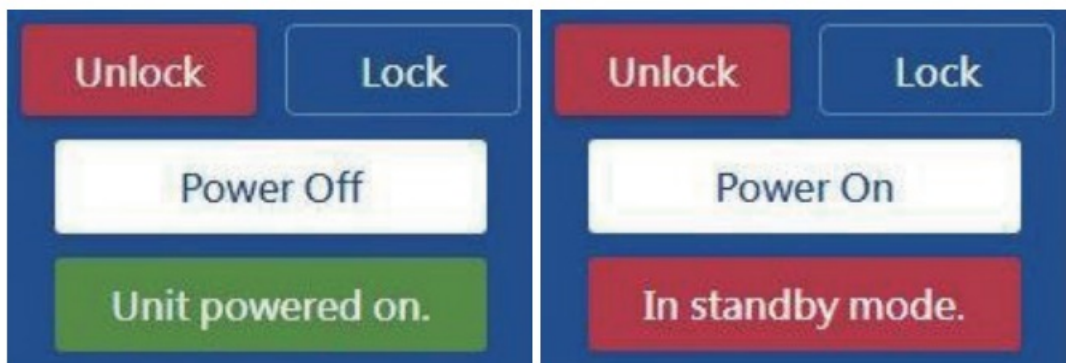 Unlock Lock
Power Off
Unit powered on.
Unlock Lock
Power On
In standby mode.